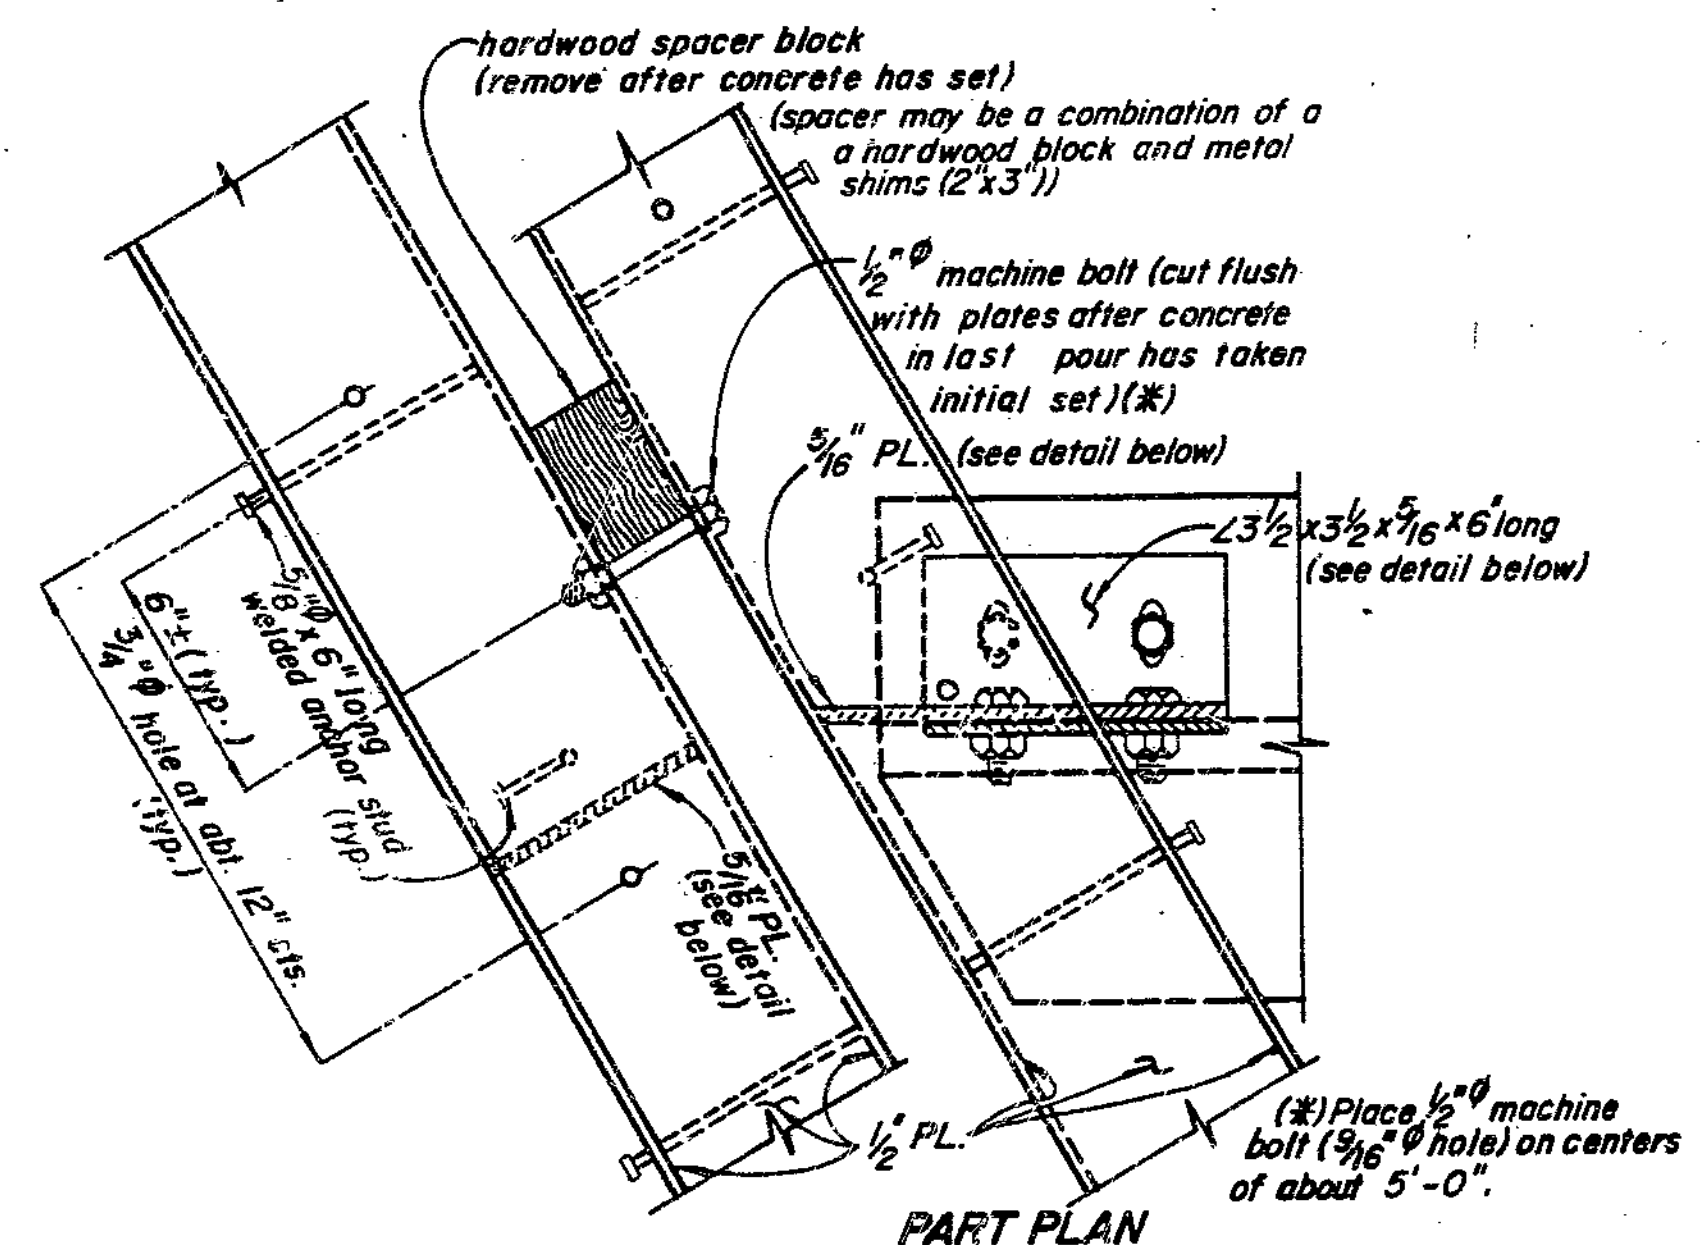 hardwood spacer block
(remove after concrete has set)
(spacer may be a combination of a
a hardwood block and metal
shims (2"x3"))
1/2"φ machine bolt (cut flush
with plates after concrete
in last pour has taken
initial set)(*)
5/16" PL. (see detail below)
∠3 1/2 x 3 1/2 x 5/16 x 6" long
(see detail below)
5/8"φ x 6" long
welded anchor stud
(typ.)
6"±(typ.)
3/4"φ hole at abt. 12" cts.
(typ.)
5/16" PL.
(see detail
below)
1/2" PL.
(*)Place 1/2"φ machine
bolt (9/16"φ hole) on centers
of about 5'-0".
PART PLAN